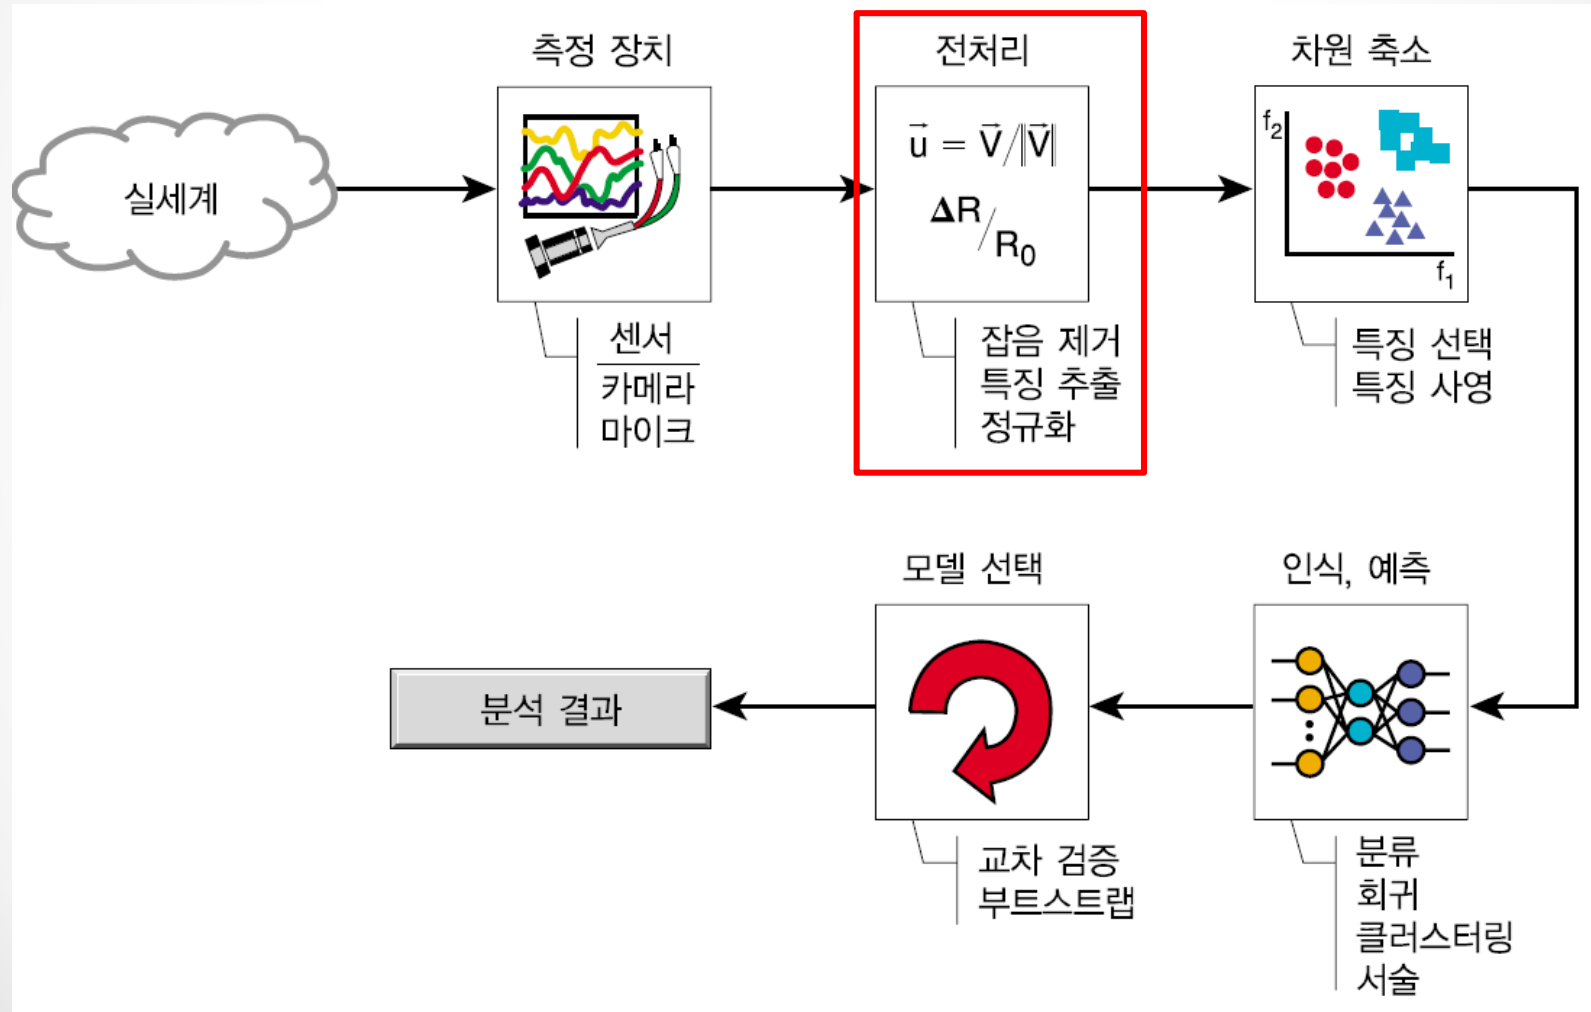 측정 장치
전처리
차원 축소
실세계
u⃗ = V⃗/‖V⃗‖
ΔR/R₀
f₂
f₁
센서
카메라
마이크
잡음 제거
특징 추출
정규화
특징 선택
특징 사영
모델 선택
인식, 예측
분석 결과
교차 검증
부트스트랩
분류
회귀
클러스터링
서술